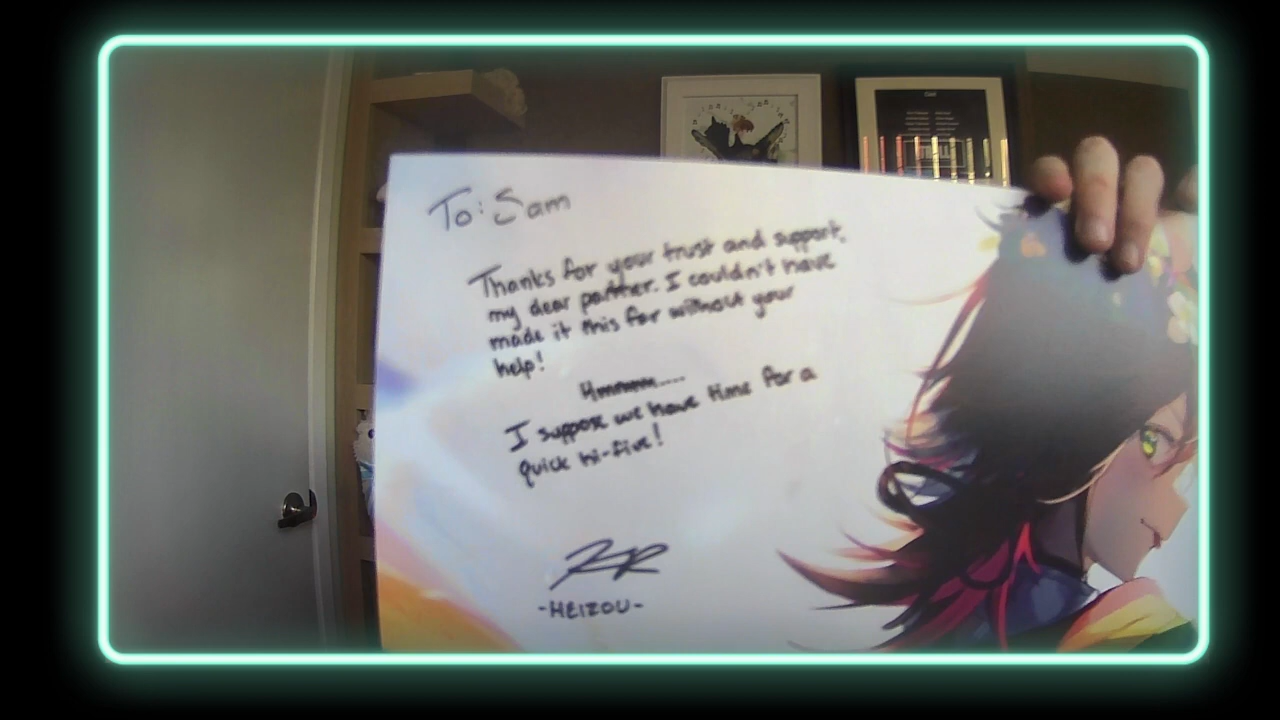 To: Sam
Thanks for your trust and support,
my dear partner. I couldn't have
made it this far without your
help!
Hmmmm....
I suppose we have time for a
quick hi-five!
-HEIZOU-